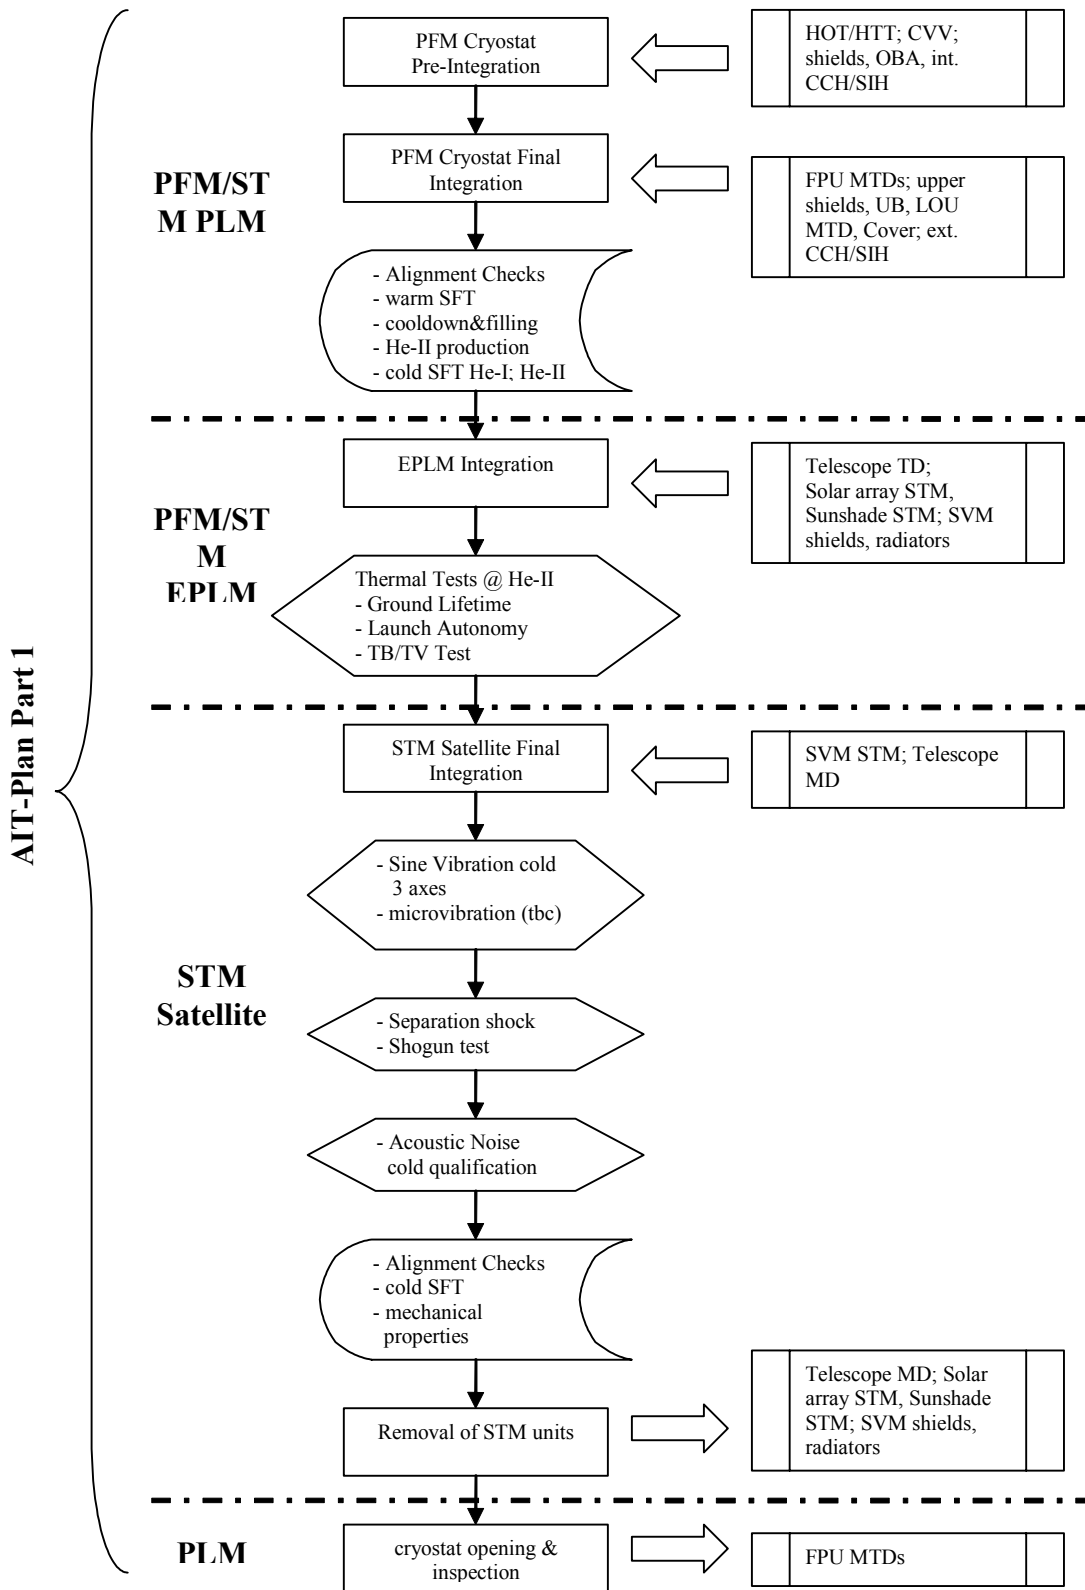 AIT-Plan Part 1
PFM/ST
M PLM
PFM Cryostat
Pre-Integration
HOT/HTT; CVV;
shields, OBA, int.
CCH/SIH
PFM Cryostat Final
Integration
FPU MTDs; upper
shields, UB, LOU
MTD, Cover; ext.
CCH/SIH
- Alignment Checks
- warm SFT
- cooldown&filling
- He-II production
- cold SFT He-I; He-II
PFM/ST
M
EPLM
EPLM Integration
Telescope TD;
Solar array STM,
Sunshade STM; SVM
shields, radiators
Thermal Tests @ He-II
- Ground Lifetime
- Launch Autonomy
- TB/TV Test
STM
Satellite
STM Satellite Final
Integration
SVM STM; Telescope
MD
- Sine Vibration cold
3 axes
- microvibration (tbc)
- Separation shock
- Shogun test
- Acoustic Noise
cold qualification
- Alignment Checks
- cold SFT
- mechanical
properties
Removal of STM units
Telescope MD; Solar
array STM, Sunshade
STM; SVM shields,
radiators
PLM
cryostat opening &
inspection
FPU MTDs